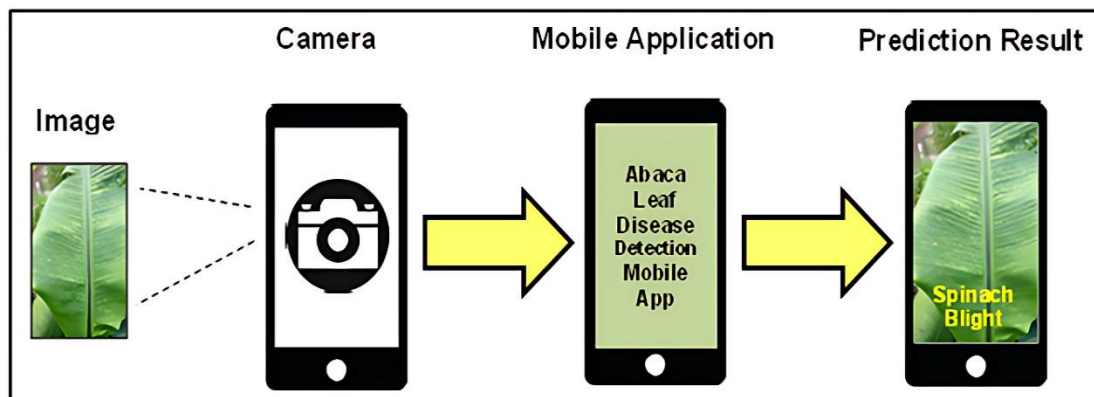 Camera
Mobile Application
Prediction Result
Image
Abaca
Leaf
Disease
Detection
Mobile
App
Spinach
Blight